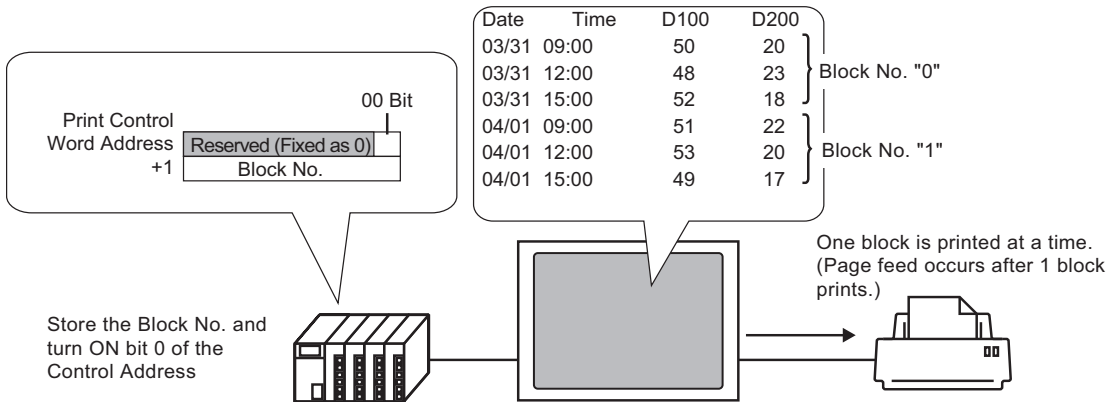 Date Time D100 D200
03/31 09:00 50 20
03/31 12:00 48 23
03/31 15:00 52 18
04/01 09:00 51 22
04/01 12:00 53 20
04/01 15:00 49 17
Block No. "0"
Block No. "1"
00 Bit
Print Control
Word Address
+1
Reserved (Fixed as 0)
Block No.
One block is printed at a time.
(Page feed occurs after 1 block
prints.)
Store the Block No. and
turn ON bit 0 of the
Control Address